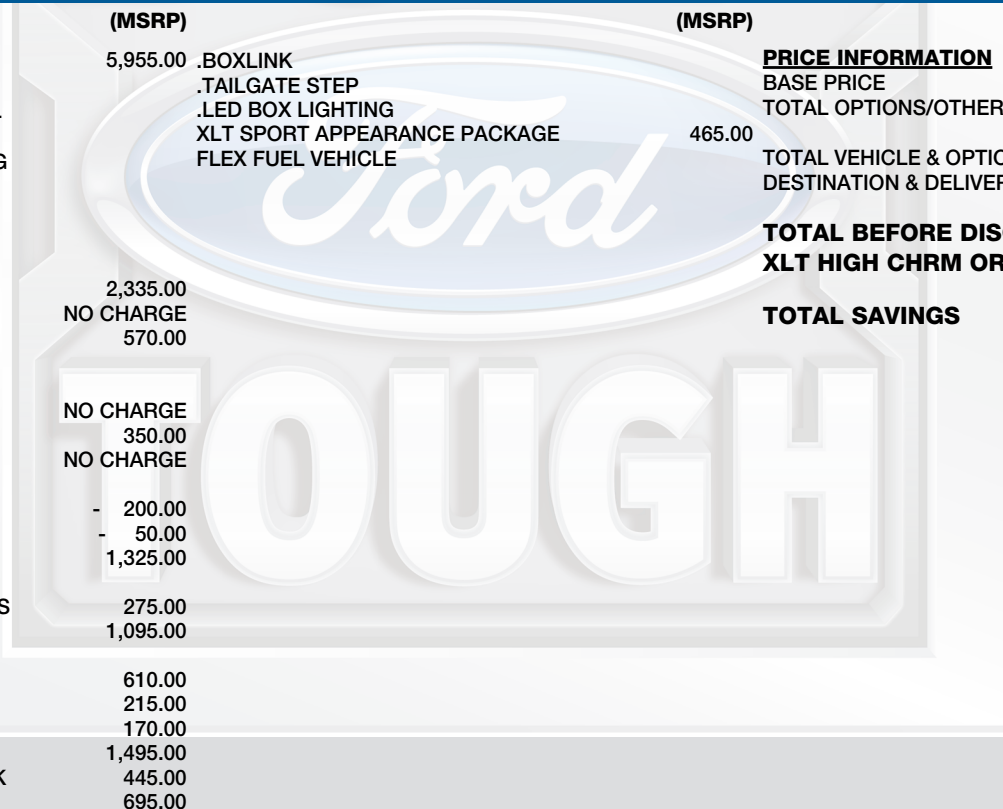 (MSRP)
5,955.00
2,335.00
NO CHARGE
570.00
NO CHARGE
350.00
NO CHARGE
- 200.00
- 50.00
1,325.00
S 275.00
1,095.00
610.00
215.00
170.00
1,495.00
K 445.00
695.00
(MSRP)
.BOXLINK
.TAILGATE STEP
.LED BOX LIGHTING
XLT SPORT APPEARANCE PACKAGE 465.00
FLEX FUEL VEHICLE
PRICE INFORMATION
BASE PRICE
TOTAL OPTIONS/OTHER
TOTAL VEHICLE & OPTIO
DESTINATION & DELIVER
TOTAL BEFORE DIS
XLT HIGH CHRM OR
TOTAL SAVINGS
Ford
TOUGH